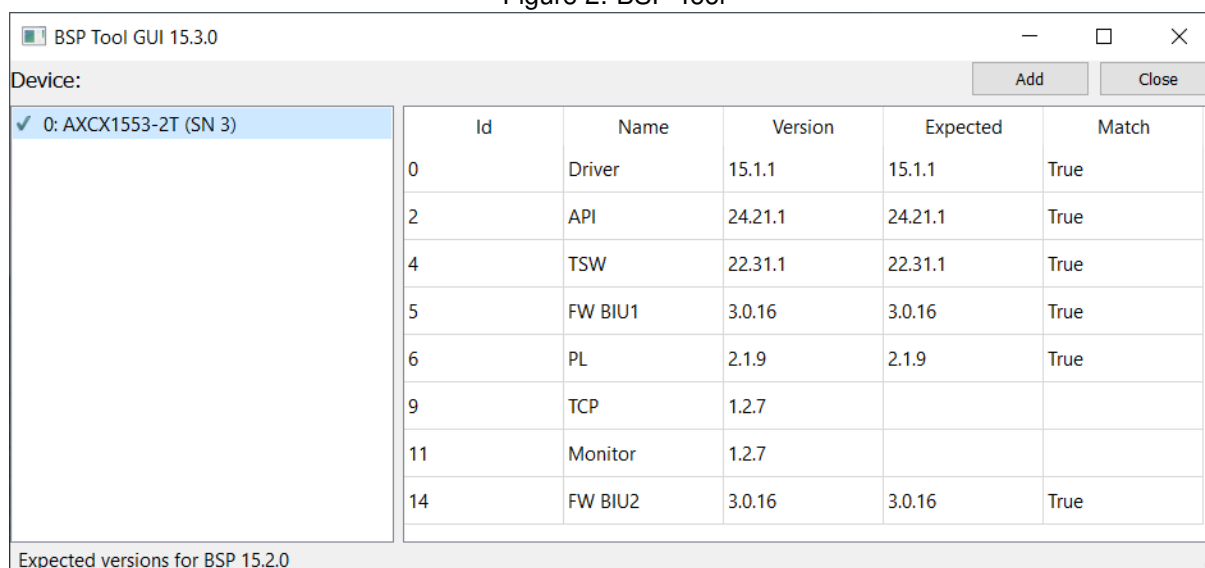 Figure 2: BSP Tool
BSP Tool GUI 15.3.0
Device:
Add
Close
✓ 0: AXCX1553-2T (SN 3)
Id Name Version Expected Match
0 Driver 15.1.1 15.1.1 True
2 API 24.21.1 24.21.1 True
4 TSW 22.31.1 22.31.1 True
5 FW BIU1 3.0.16 3.0.16 True
6 PL 2.1.9 2.1.9 True
9 TCP 1.2.7
11 Monitor 1.2.7
14 FW BIU2 3.0.16 3.0.16 True
Expected versions for BSP 15.2.0